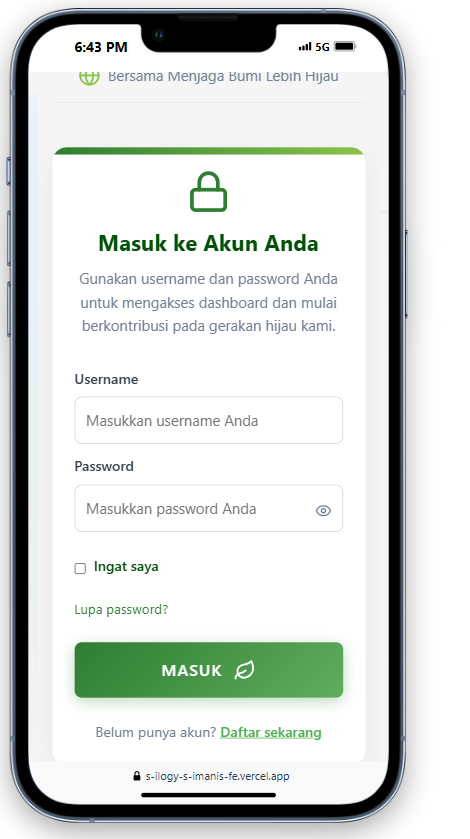 6:43 PM
5G
Bersama Menjaga Bumi Lebih Hijau
Masuk ke Akun Anda
Gunakan username dan password Anda
untuk mengakses dashboard dan mulai
berkontribusi pada gerakan hijau kami.
Username
Masukkan username Anda
Password
Masukkan password Anda
Ingat saya
Lupa password?
MASUK
Belum punya akun? Daftar sekarang
s-ilogy-s-imanis-fe.vercel.app